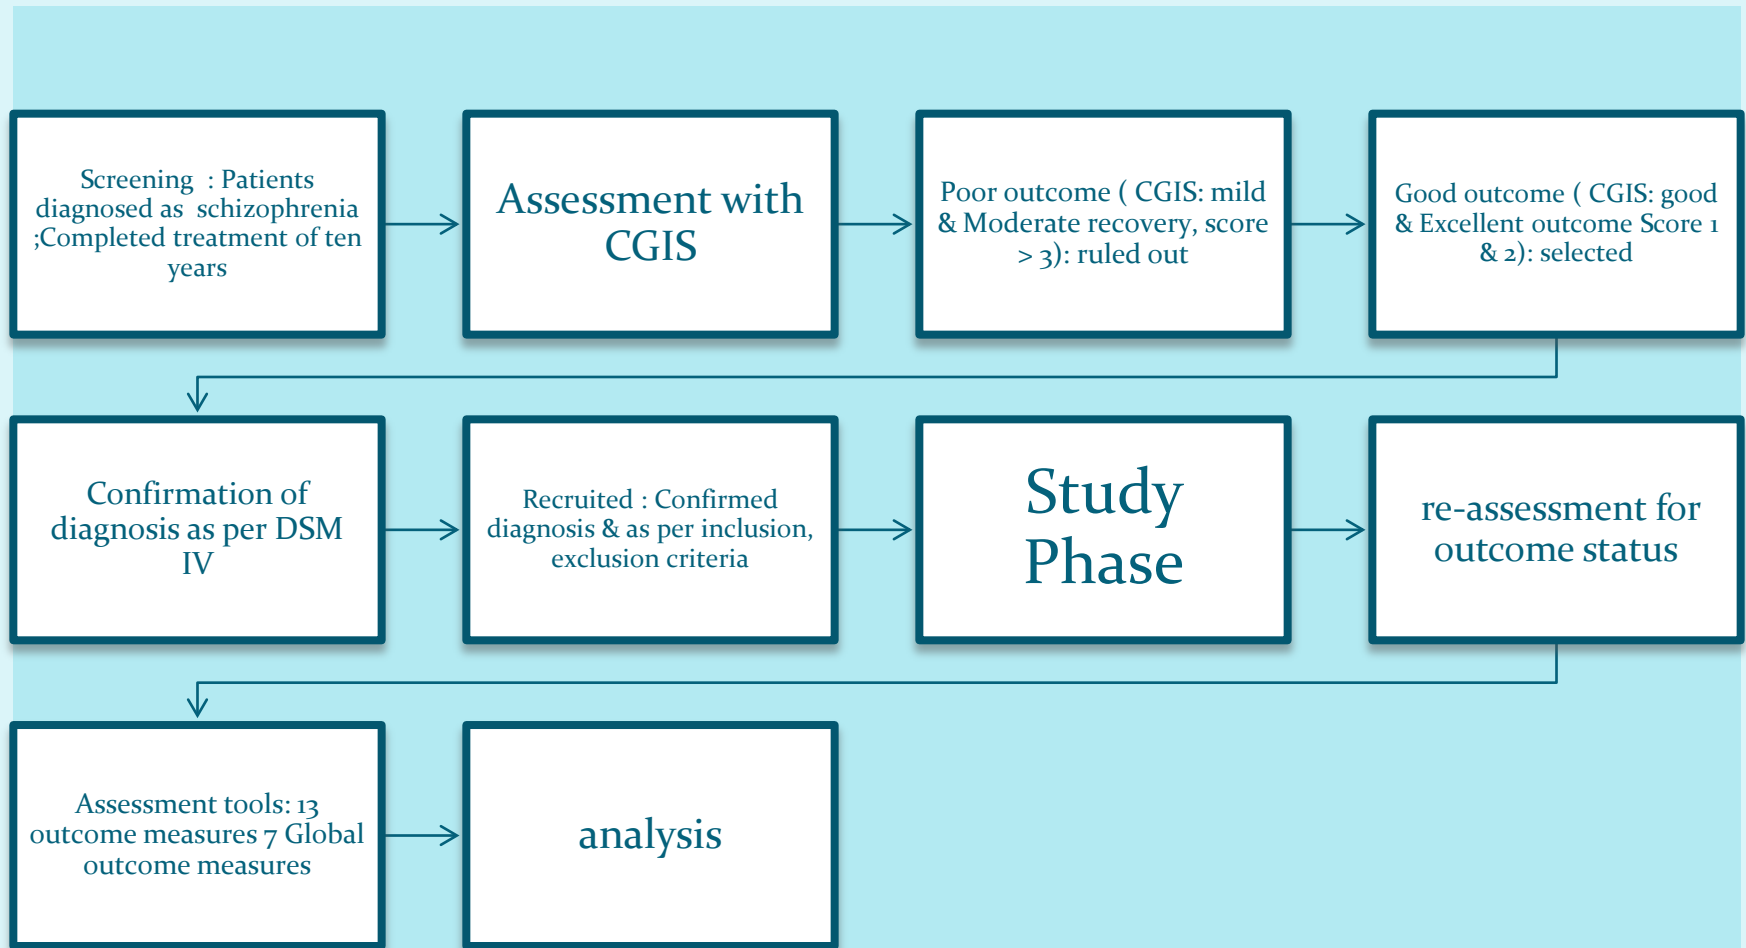 Screening : Patients
diagnosed as schizophrenia
;Completed treatment of ten
years
Assessment with
CGIS
Poor outcome ( CGIS: mild
& Moderate recovery, score
> 3): ruled out
Good outcome ( CGIS: good
& Excellent outcome Score 1
& 2): selected
Confirmation of
diagnosis as per DSM
IV
Recruited : Confirmed
diagnosis & as per inclusion,
exclusion criteria
Study
Phase
re-assessment for
outcome status
Assessment tools: 13
outcome measures 7 Global
outcome measures
analysis